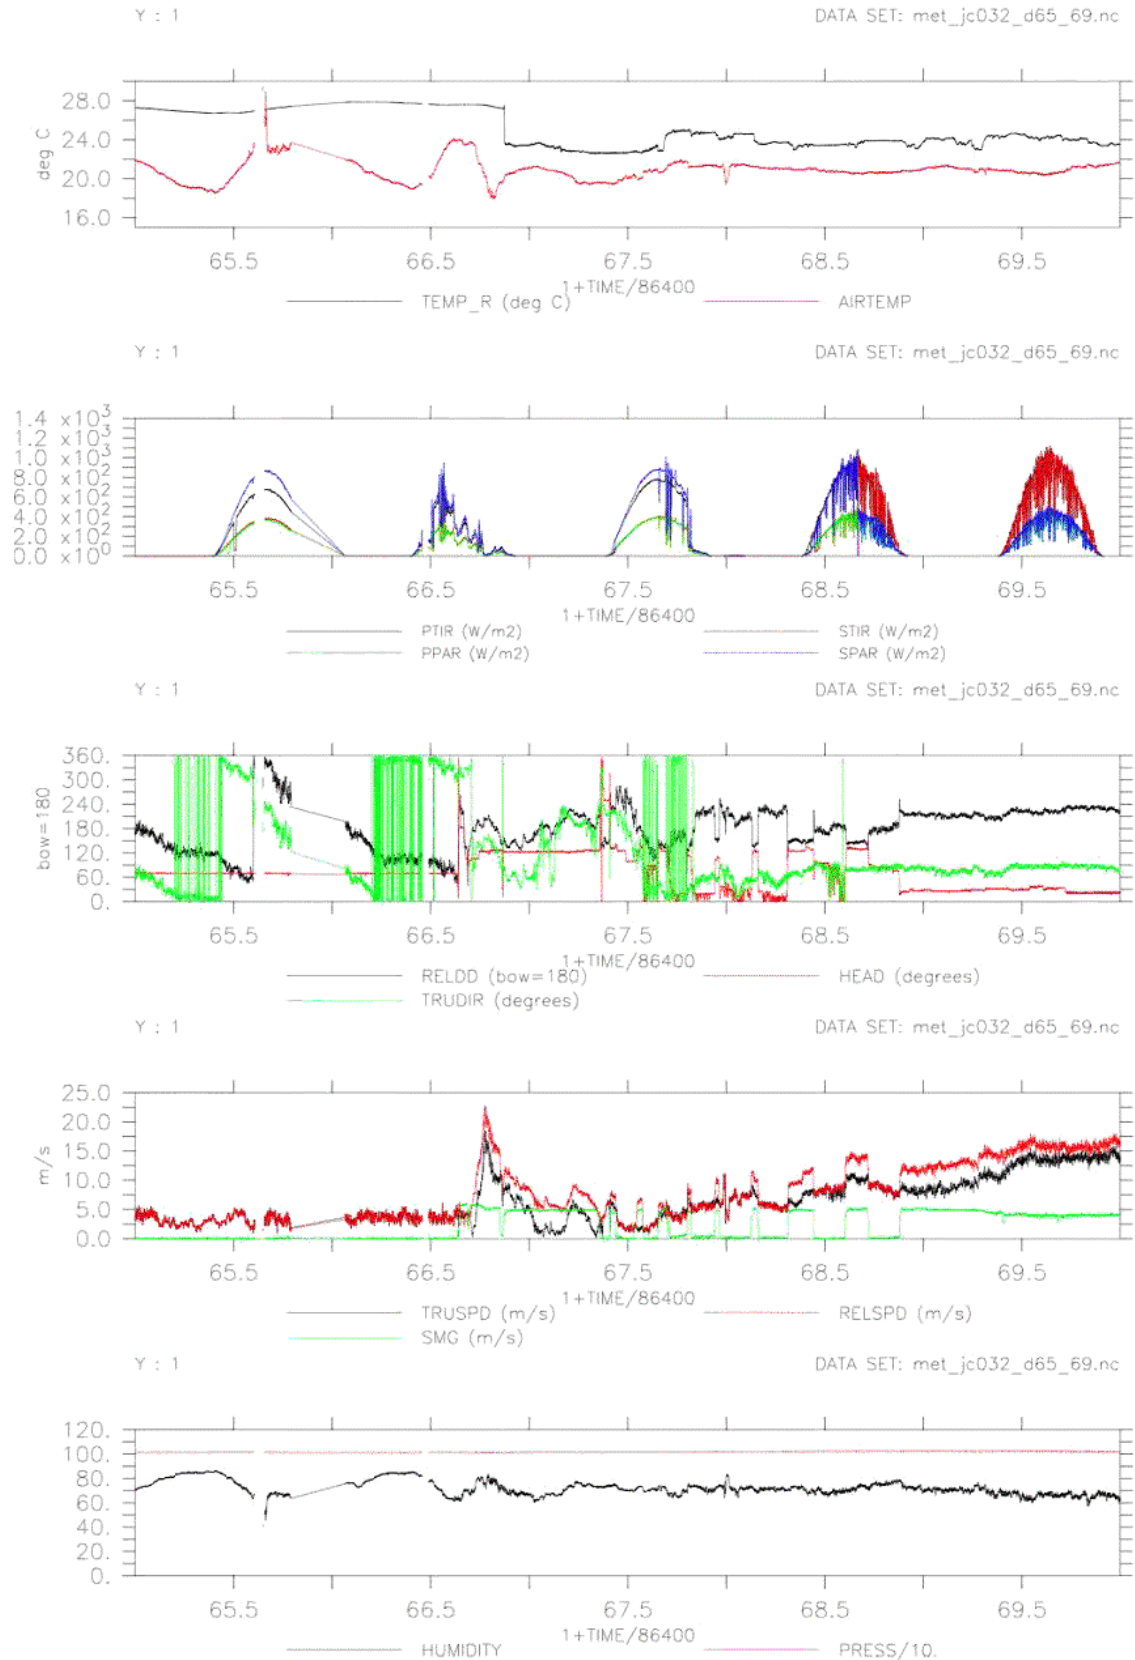 Y : 1 DATA SET: met_jc032_d65_69.nc
28.0
24.0
20.0
16.0
deg C
65.5 66.5 67.5 68.5 69.5
1+TIME/86400
TEMP_R (deg C) AIRTEMP
Y : 1 DATA SET: met_jc032_d65_69.nc
1.4 x10³
1.2 x10³
1.0 x10³
8.0 x10²
6.0 x10²
4.0 x10²
2.0 x10²
0.0 x10⁰
65.5 66.5 67.5 68.5 69.5
1+TIME/86400
PTIR (W/m2) STIR (W/m2)
PPAR (W/m2) SPAR (W/m2)
Y : 1 DATA SET: met_jc032_d65_69.nc
360.
300.
240.
180.
120.
60.
0.
bow=180
65.5 66.5 67.5 68.5 69.5
1+TIME/86400
RELDD (bow=180) HEAD (degrees)
TRUDIR (degrees)
Y : 1 DATA SET: met_jc032_d65_69.nc
25.0
20.0
15.0
10.0
5.0
0.0
m/s
65.5 66.5 67.5 68.5 69.5
1+TIME/86400
TRUSPD (m/s) RELSPD (m/s)
SMG (m/s)
Y : 1 DATA SET: met_jc032_d65_69.nc
120.
100.
80.
60.
40.
20.
0.
65.5 66.5 67.5 68.5 69.5
1+TIME/86400
HUMIDITY PRESS/10.